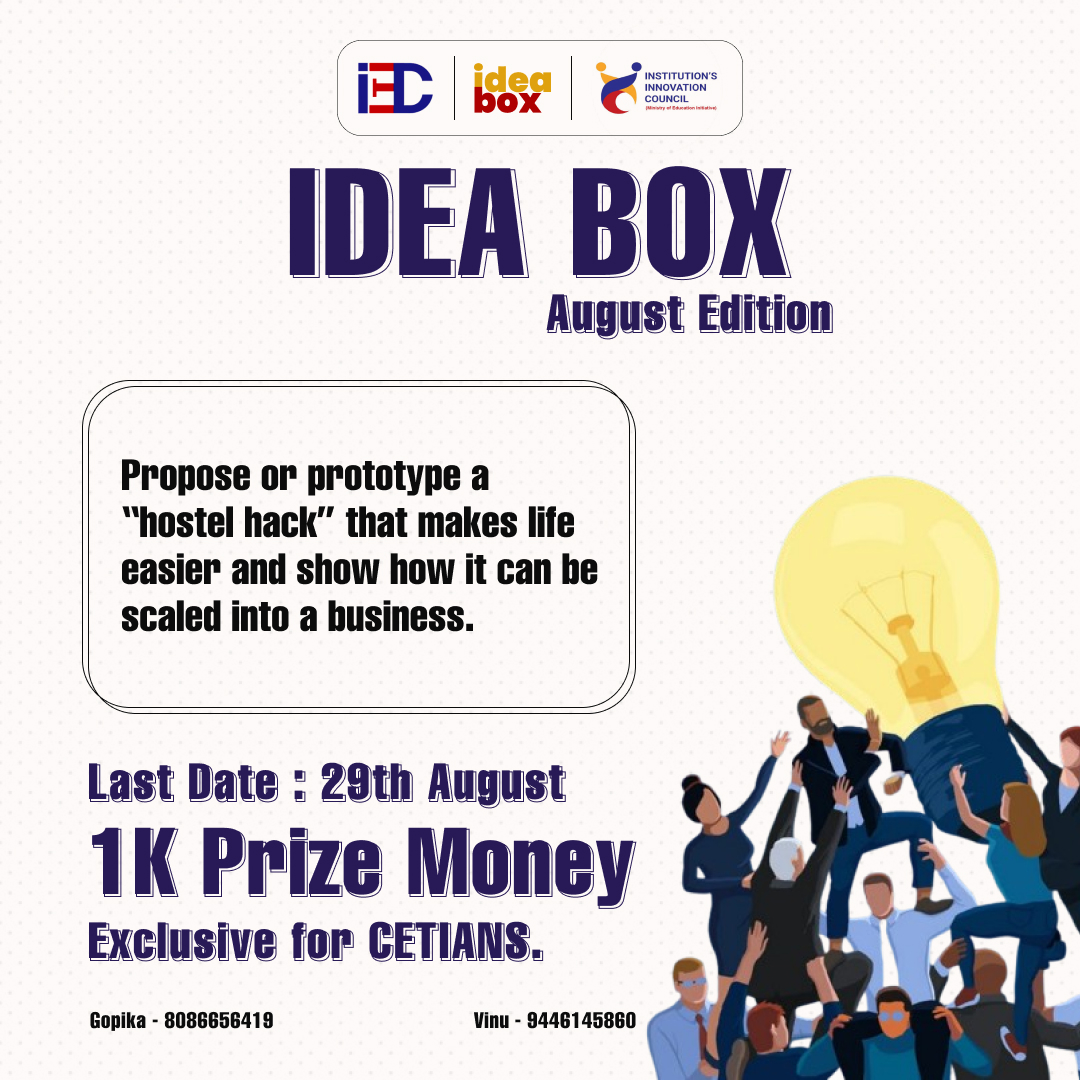 iEDC
idea
box
INSTITUTION'S
INNOVATION
COUNCIL
(Ministry of Education Initiative)
IDEA BOX
August Edition
Propose or prototype a
“hostel hack” that makes life
easier and show how it can be
scaled into a business.
Last Date : 29th August
1K Prize Money
Exclusive for CETIANS.
Gopika - 8086656419
Vinu - 9446145860